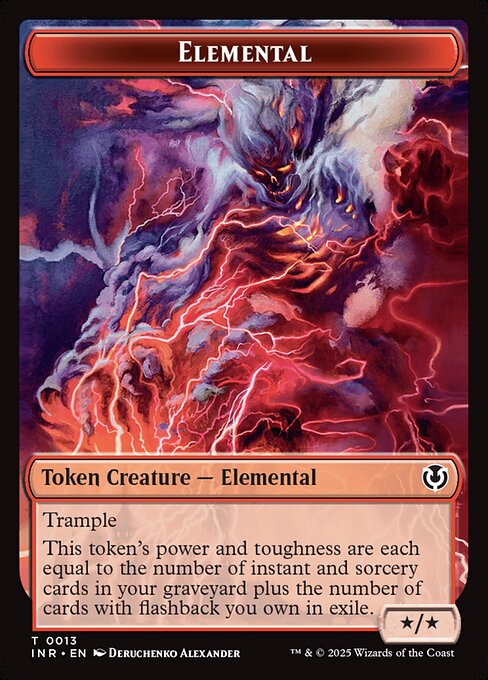 Elemental
Token Creature — Elemental
Trample
This token's power and toughness are each
equal to the number of instant and sorcery
cards in your graveyard plus the number of
cards with flashback you own in exile.
★/★
T 0013
INR • EN Deruchenko Alexander
™ & © 2025 Wizards of the Coast